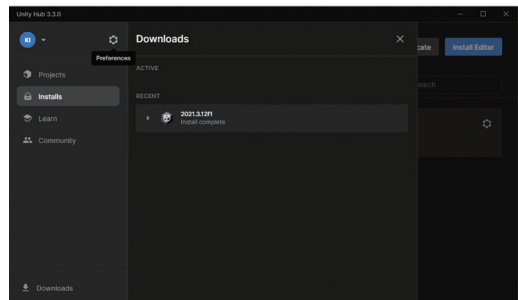 Unity Hub 3.3.0
KI
Downloads
cate
Install Editor
Preferences
ACTIVE
Projects
search
RECENT
Installs
2021.3.12f1
Install complete
Learn
Community
Downloads